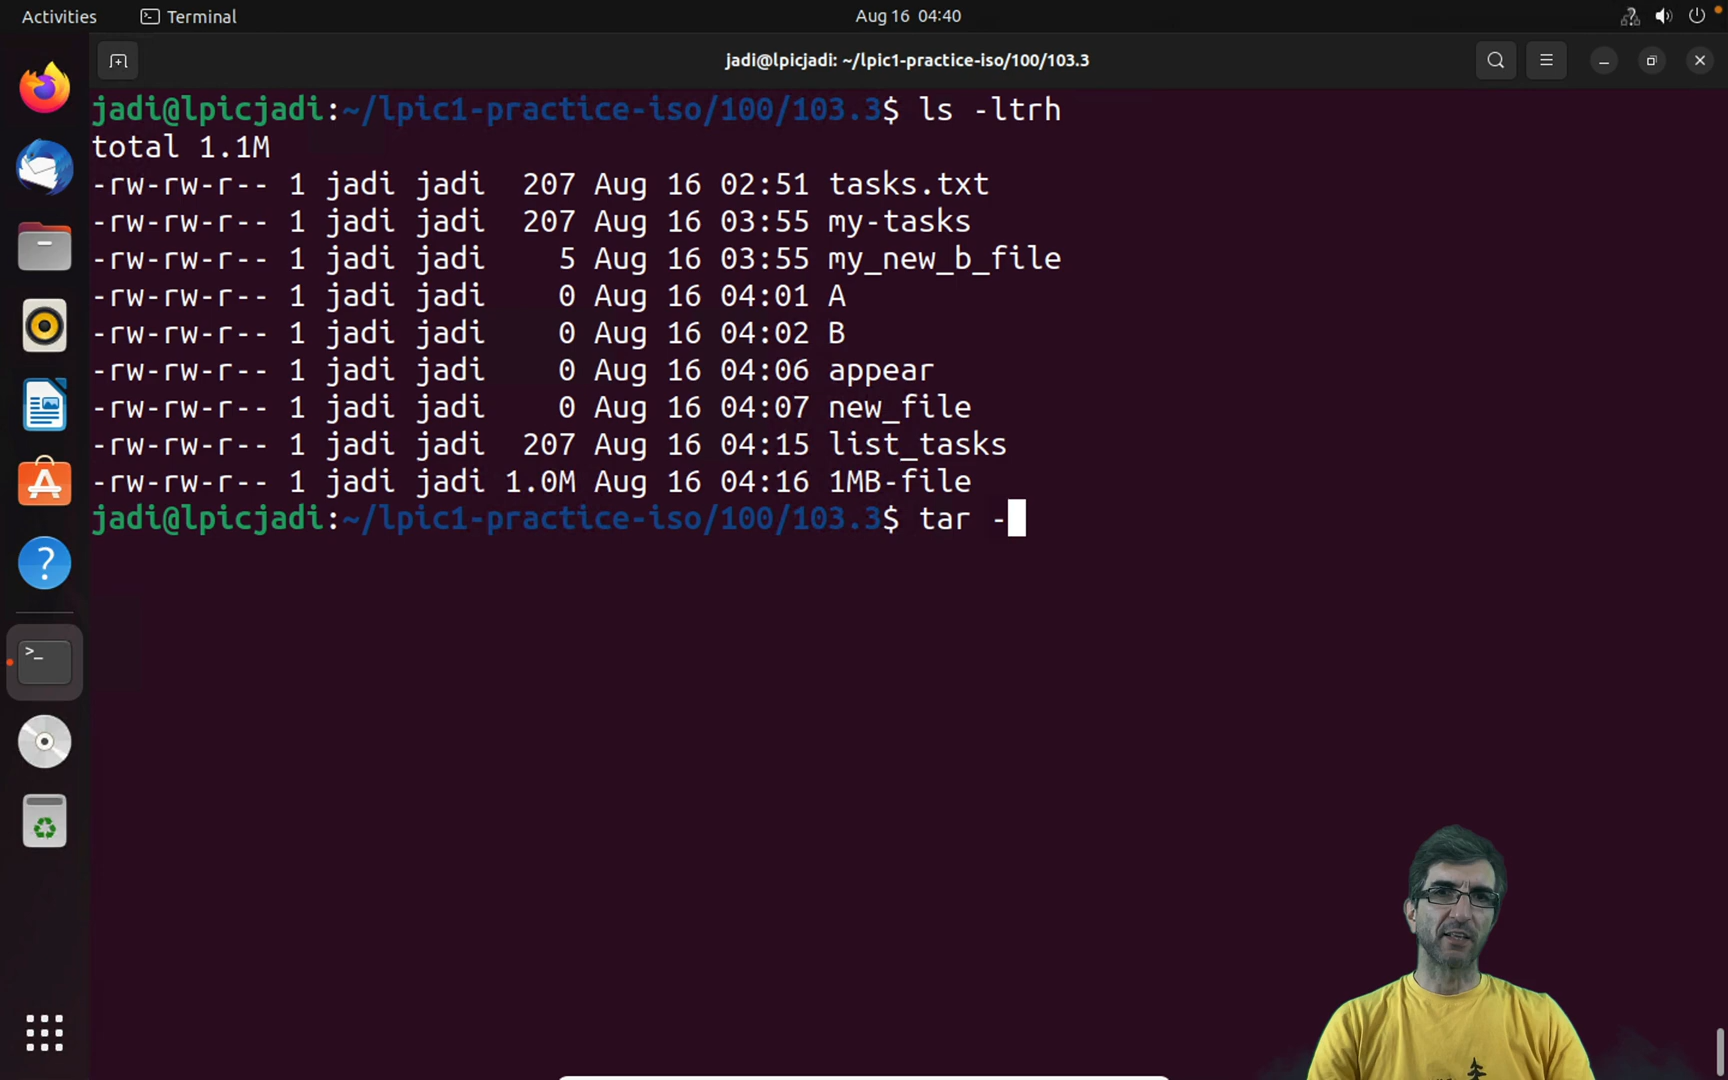 Activities
Terminal
Aug 16 04:40
jadi@lpicjadi: ~/lpic1-practice-iso/100/103.3
jadi@lpicjadi:~/lpic1-practice-iso/100/103.3$ ls -ltrh
total 1.1M
-rw-rw-r-- 1 jadi jadi  207 Aug 16 02:51 tasks.txt
-rw-rw-r-- 1 jadi jadi  207 Aug 16 03:55 my-tasks
-rw-rw-r-- 1 jadi jadi    5 Aug 16 03:55 my_new_b_file
-rw-rw-r-- 1 jadi jadi    0 Aug 16 04:01 A
-rw-rw-r-- 1 jadi jadi    0 Aug 16 04:02 B
-rw-rw-r-- 1 jadi jadi    0 Aug 16 04:06 appear
-rw-rw-r-- 1 jadi jadi    0 Aug 16 04:07 new_file
-rw-rw-r-- 1 jadi jadi  207 Aug 16 04:15 list_tasks
-rw-rw-r-- 1 jadi jadi 1.0M Aug 16 04:16 1MB-file
jadi@lpicjadi:~/lpic1-practice-iso/100/103.3$ tar -